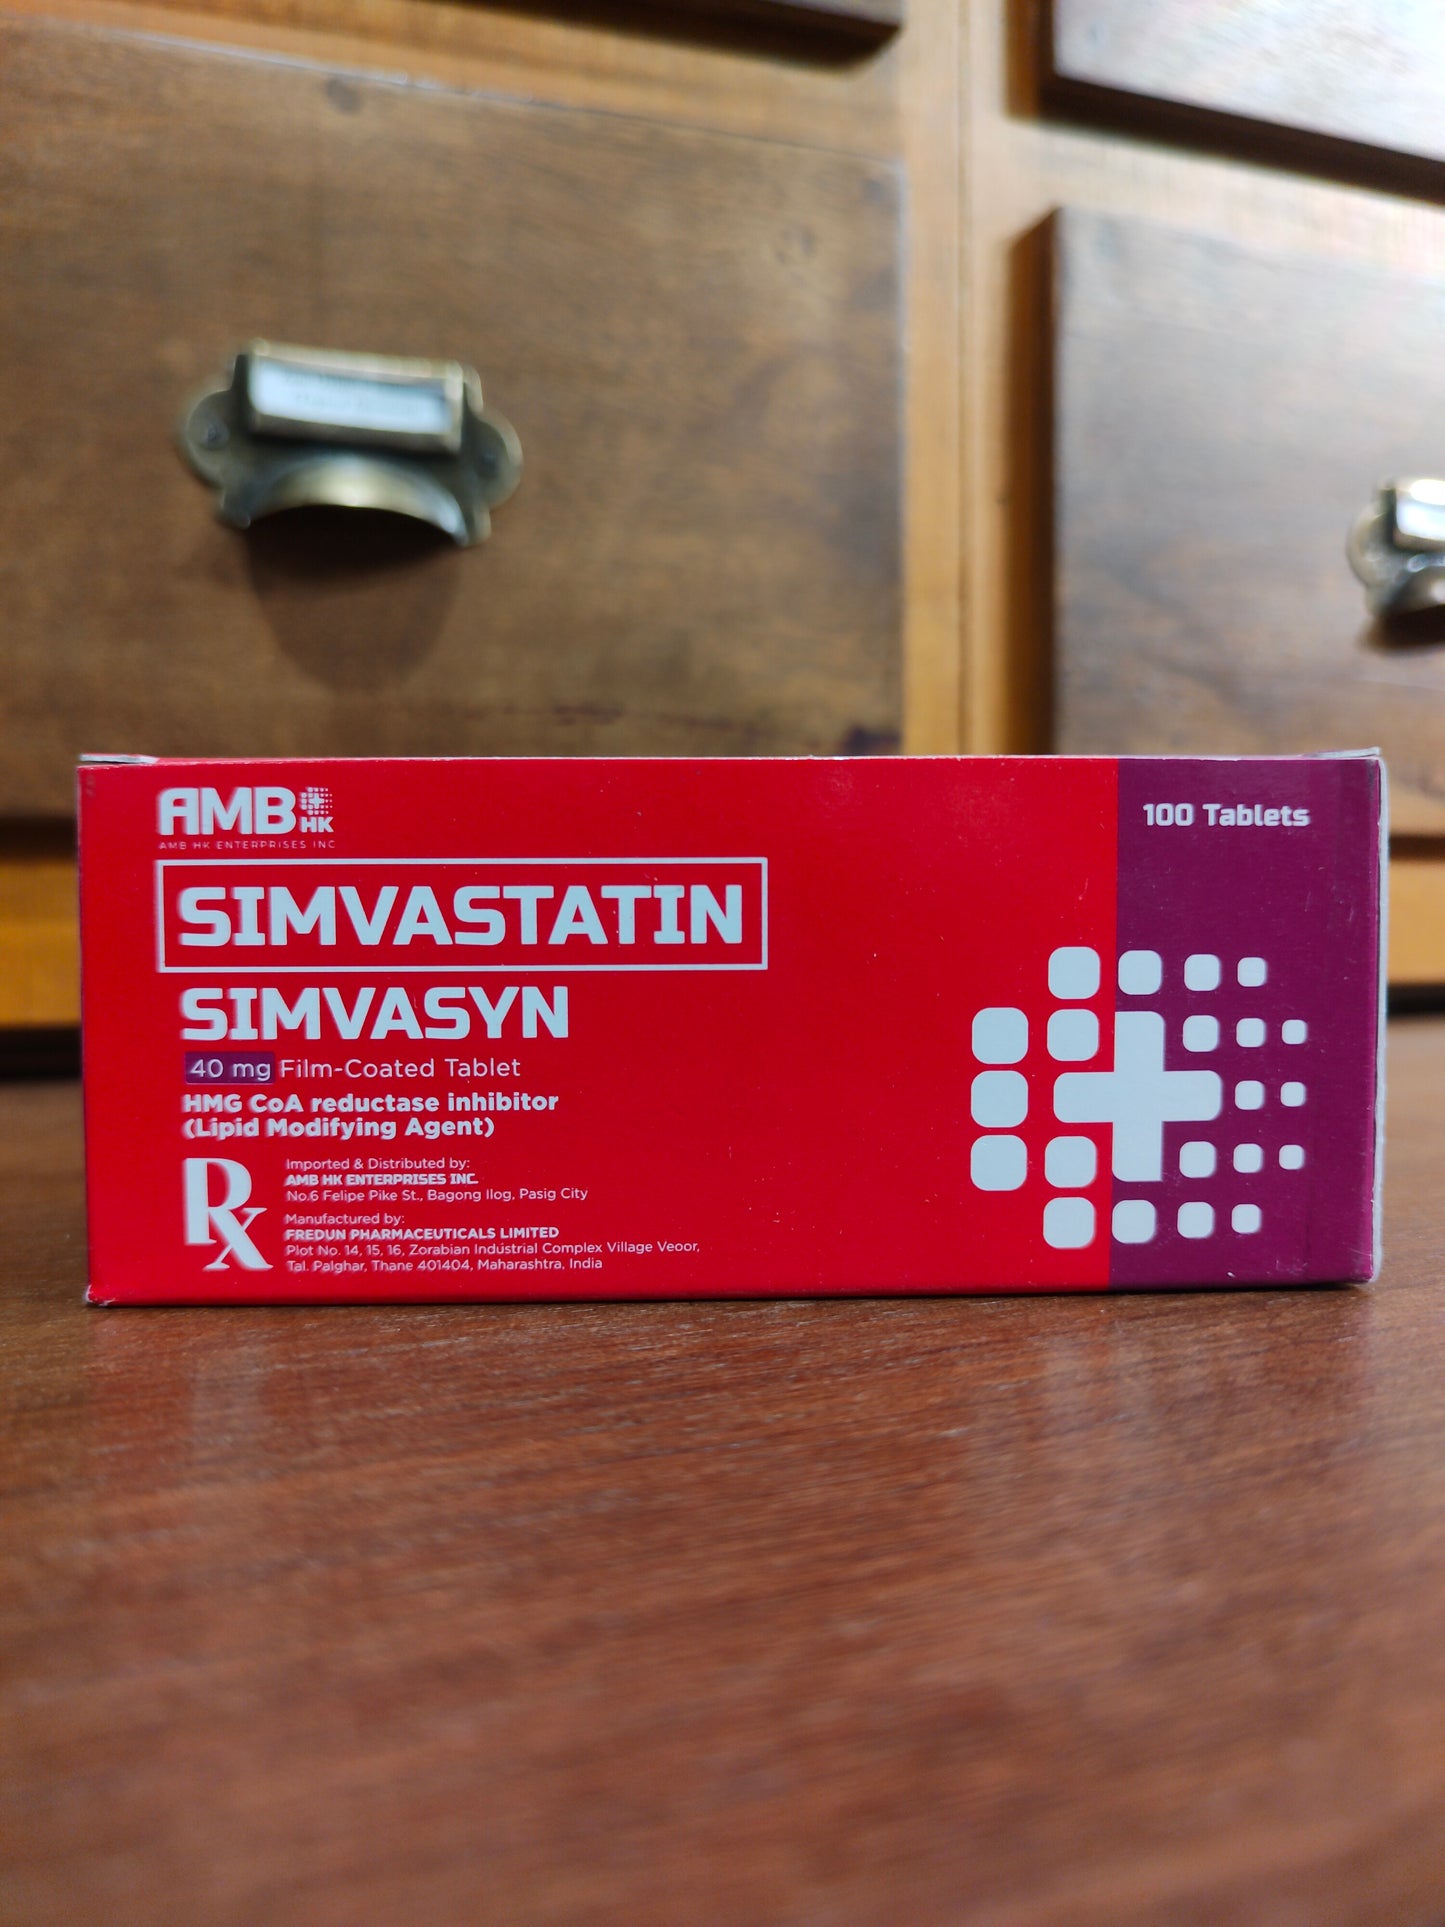 AMB HK
AMB HK ENTERPRISES INC
100 Tablets
SIMVASTATIN
SIMVASYN
40 mg Film-Coated Tablet
HMG CoA reductase inhibitor
(Lipid Modifying Agent)
Rx
Imported & Distributed by:
AMB HK ENTERPRISES INC.
No.6 Felipe Pike St., Bagong Ilog, Pasig City
Manufactured by:
FREDUN PHARMACEUTICALS LIMITED
Plot No. 14, 15, 16, Zorabian Industrial Complex Village Veoor,
Tal. Palghar, Thane 401404, Maharashtra, India